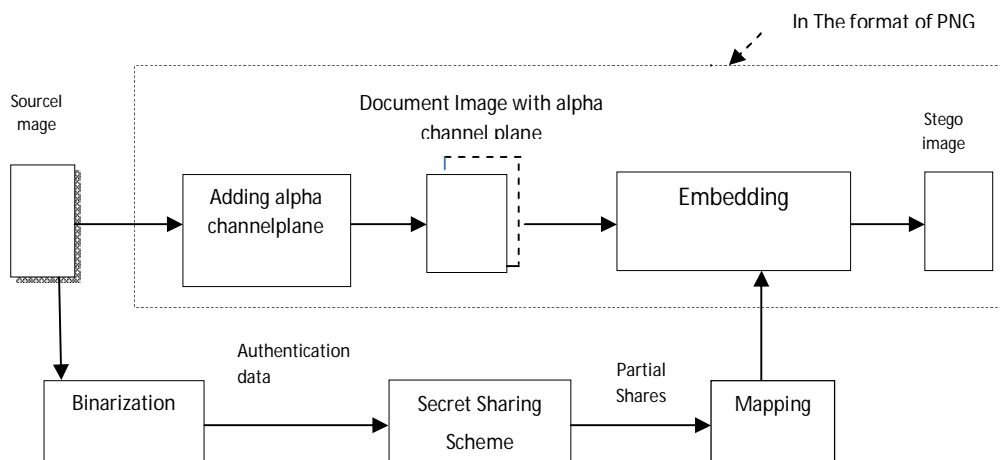 In The format of PNG
Sourcel
mage
Document Image with alpha
channel plane
Stego
image
Adding alpha
channelplane
Embedding
Authentication
data
Partial
Shares
Binarization
Secret Sharing
Scheme
Mapping